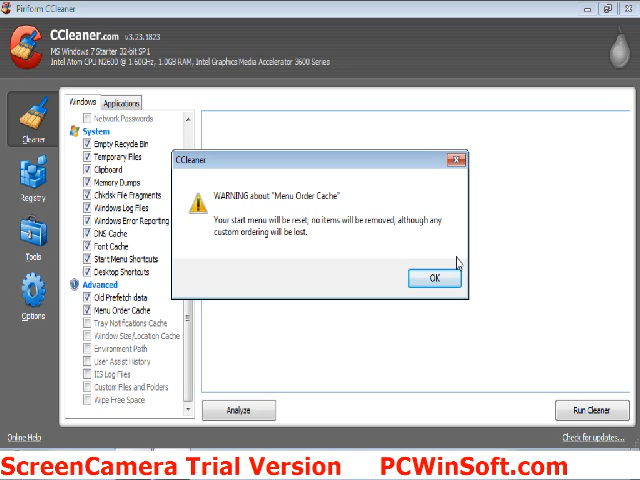 Piriform CCleaner
CCleaner.com v3.23.1823
MS Windows 7 Starter 32-bit SP1
Intel Atom CPU N2600 @ 1.60GHz, 1.0GB RAM, Intel Graphics Media Accelerator 3600 Series
Cleaner
Registry
Tools
Options
Windows
Applications
Network Passwords
System
Empty Recycle Bin
Temporary Files
Clipboard
Memory Dumps
Chkdsk File Fragments
Windows Log Files
Windows Error Reporting
DNS Cache
Font Cache
Start Menu Shortcuts
Desktop Shortcuts
Advanced
Old Prefetch data
Menu Order Cache
Tray Notifications Cache
Window Size/Location Cache
Environment Path
User Assist History
IIS Log Files
Custom Files and Folders
Wipe Free Space
CCleaner
WARNING about "Menu Order Cache"
Your start menu will be reset, no items will be removed, although any
custom ordering will be lost.
OK
Analyze
Run Cleaner
Online Help
Check for updates...
ScreenCamera Trial Version PCWinSoft.com